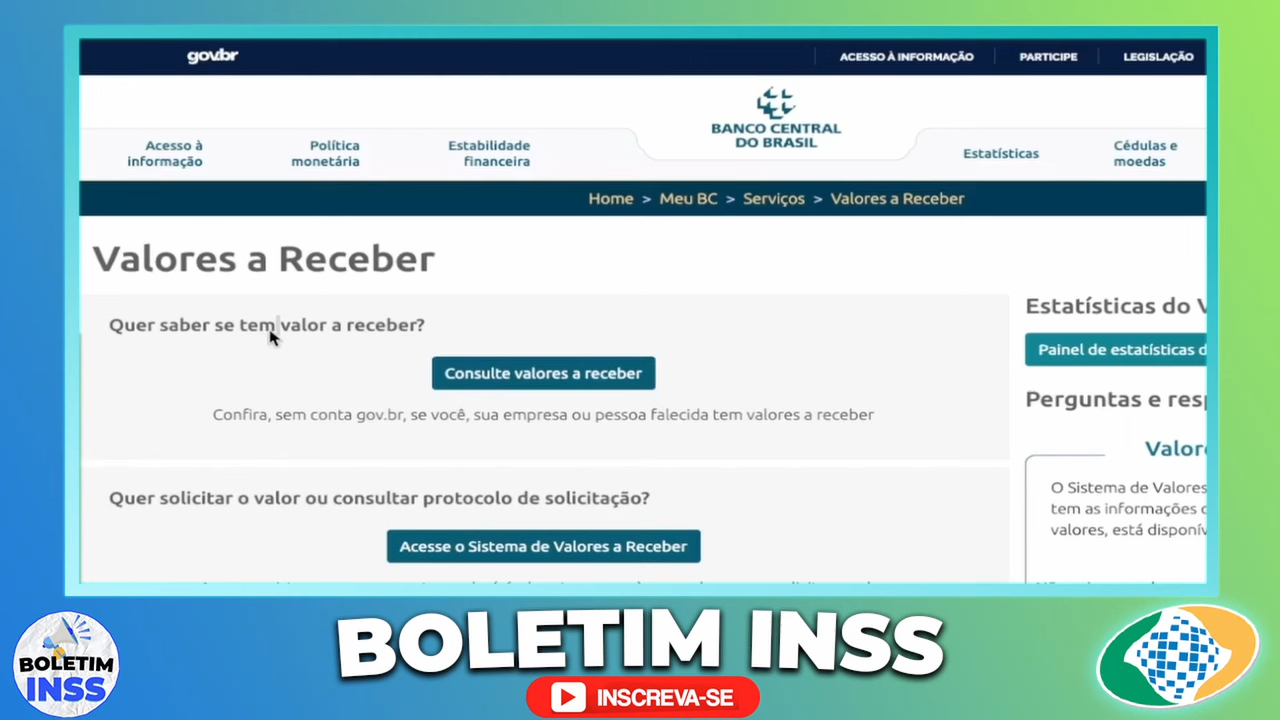 gov.br
ACESSO À INFORMAÇÃO
PARTICIPE
LEGISLAÇÃO
BANCO CENTRAL
DO BRASIL
Acesso à
informação
Política
monetária
Estabilidade
financeira
Estatísticas
Cédulas e
moedas
Home > Meu BC > Serviços > Valores a Receber
Valores a Receber
Quer saber se tem valor a receber?
Consulte valores a receber
Confira, sem conta gov.br, se você, sua empresa ou pessoa falecida tem valores a receber
Quer solicitar o valor ou consultar protocolo de solicitação?
Acesse o Sistema de Valores a Receber
Estatísticas do
Painel de estatísticas
Perguntas e
O Sistema de Valores
tem as informações
valores, está
BOLETIM INSS
INSCREVA-SE
BOLETIM
INSS